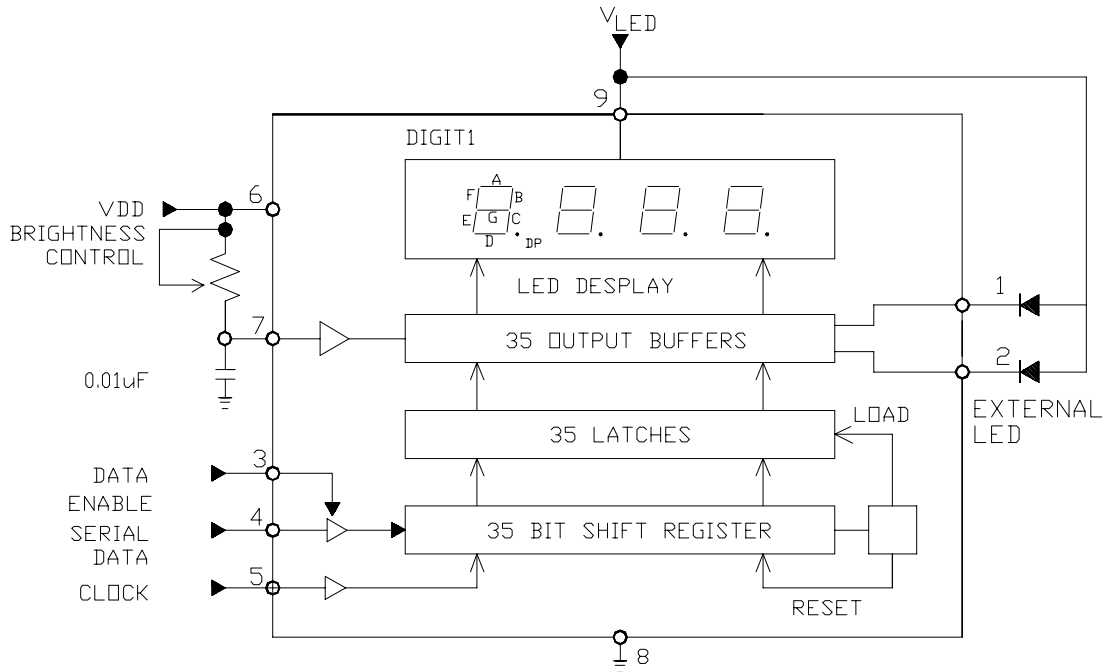 VLED
9
DIGIT1
A
F B
E G C
D DP
6
VDD
BRIGHTNESS
CONTROL
LED DESPLAY
1
7
35 OUTPUT BUFFERS
2
0.01uF
EXTERNAL
LED
LOAD
35 LATCHES
3
DATA
ENABLE
4
SERIAL
DATA
35 BIT SHIFT REGISTER
5
CLOCK
RESET
8